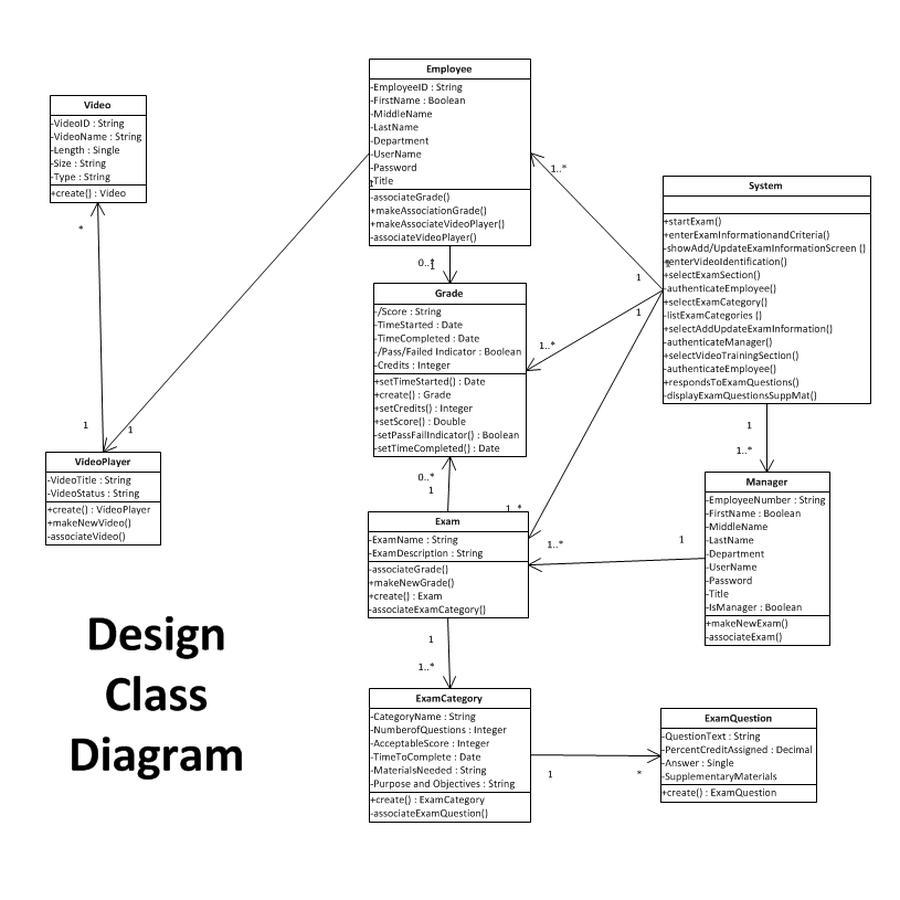 Employee
-EmployeeID : String
-FirstName : Boolean
-MiddleName
-LastName
-Department
-UserName
-Password
-Title
1
-associateGrade()
+makeAssociationGrade()
+makeAssociateVideoPlayer()
-associateVideoPlayer()
Video
-VideoID : String
-VideoName : String
-Length : Single
-Size : String
-Type : String
+create() : Video
*
1
1
VideoPlayer
-VideoTitle : String
-VideoStatus : String
+create() : VideoPlayer
+makeNewVideo()
-associateVideo()
System
+startExam()
+enterExamInformationandCriteria()
-showAdd/UpdateExamInformationScreen ()
+enterVideoIdentification()
+selectExamSection()
-authenticateEmployee()
+selectExamCategory()
-listExamCategories ()
+selectAddUpdateExamInformation()
-authenticateManager()
+selectVideoTrainingSection()
-authenticateEmployee()
+respondsToExamQuestions()
-displayExamQuestionsSuppMat()
1..*
1
1
1..*
0..*
1
Grade
-/Score : String
-TimeStarted : Date
-TimeCompleted : Date
-/Pass/Failed Indicator : Boolean
-Credits : Integer
+setTimeStarted() : Date
+create() : Grade
+setCredits() : Integer
+setScore() : Double
-setPassFailIndicator() : Boolean
-setTimeCompleted() : Date
0..*
1
1..*
1..*
1
1
1..*
Exam
-ExamName : String
-ExamDescription : String
-associateGrade()
+makeNewGrade()
+create() : Exam
-associateExamCategory()
Manager
-EmployeeNumber : String
-FirstName : Boolean
-MiddleName
-LastName
-Department
-UserName
-Password
-Title
-IsManager : Boolean
+makeNewExam()
-associateExam()
1
1..*
ExamCategory
-CategoryName : String
-NumberofQuestions : Integer
-AcceptableScore : Integer
-TimeToComplete : Date
-MaterialsNeeded : String
-Purpose and Objectives : String
+create() : ExamCategory
-associateExamQuestion()
1
*
ExamQuestion
-QuestionText : String
-PercentCreditAssigned : Decimal
-Answer : Single
-SupplementaryMaterials
+create() : ExamQuestion
Design
Class
Diagram